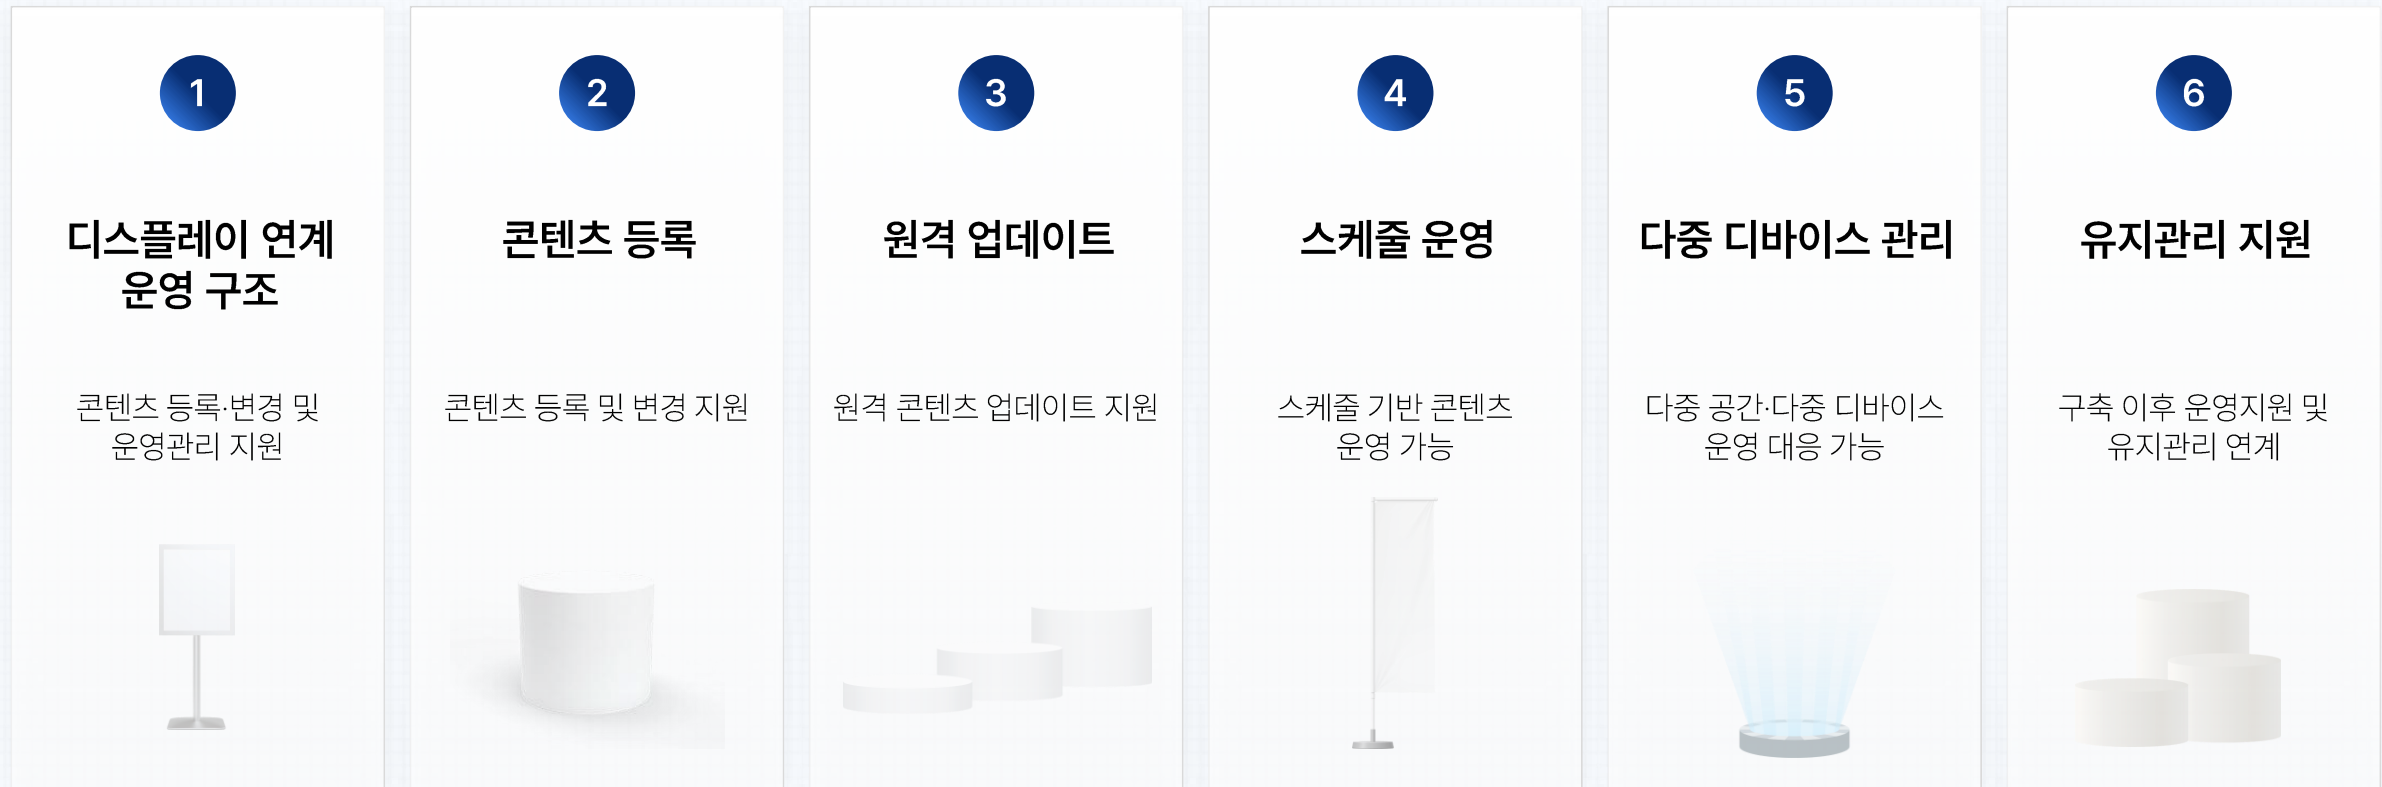 1
디스플레이 연계
운영 구조
콘텐츠 등록·변경 및
운영관리 지원
2
콘텐츠 등록
콘텐츠 등록 및 변경 지원
3
원격 업데이트
원격 콘텐츠 업데이트 지원
4
스케줄 운영
스케줄 기반 콘텐츠
운영 가능
5
다중 디바이스 관리
다중 공간·다중 디바이스
운영 대응 가능
6
유지관리 지원
구축 이후 운영지원 및
유지관리 연계